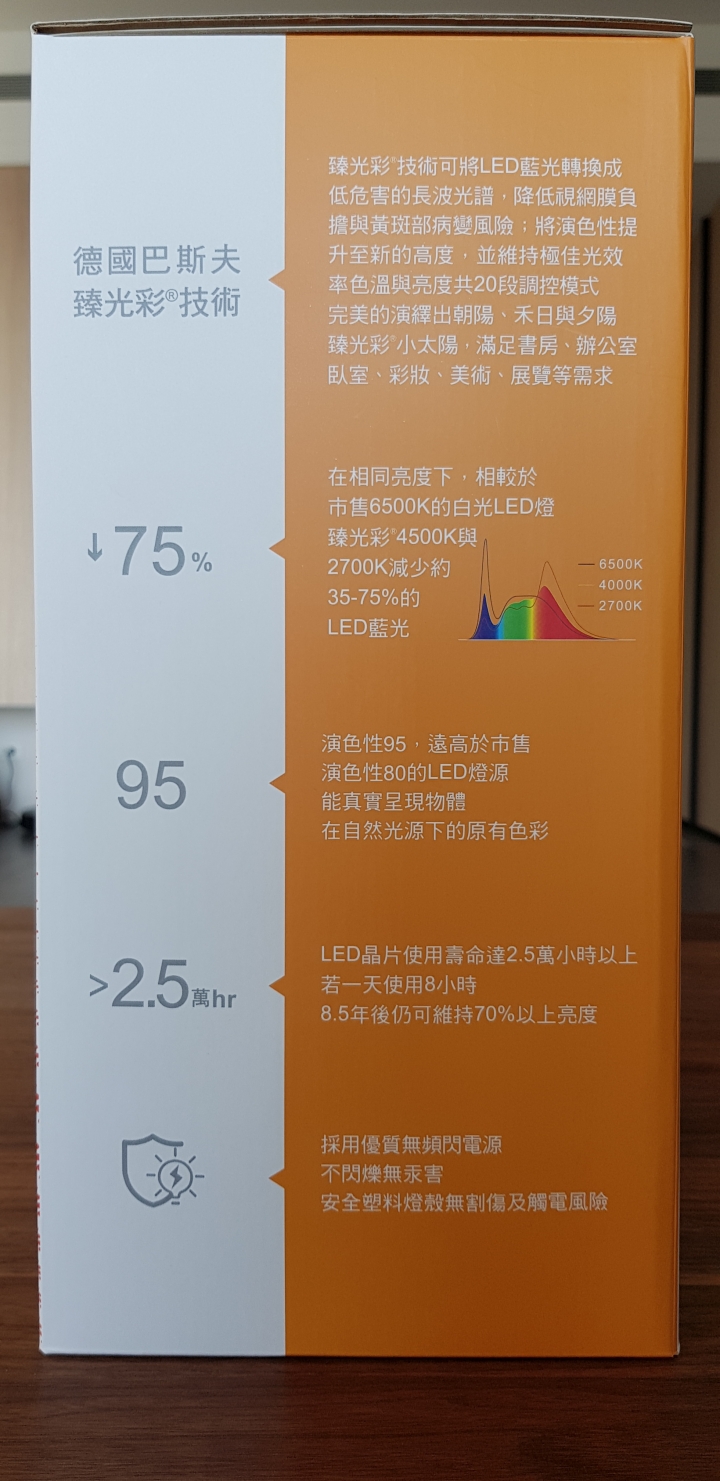 德國巴斯夫
臻光彩®技術
臻光彩®技術可將LED藍光轉換成
低危害的長波光譜，降低視網膜負
擔與黃斑部病變風險；將演色性提
升至新的高度，並維持極佳光效
率色溫與亮度共20段調控模式
完美的演繹出朝陽、禾日與夕陽
臻光彩®小太陽，滿足書房、辦公室
臥室、彩妝、美術、展覽等需求
↓75%
在相同亮度下，相較於
市售6500K的白光LED燈
臻光彩®4500K與
2700K減少約
35-75%的
LED藍光
6500K
4000K
2700K
95
演色性95，遠高於市售
演色性80的LED燈源
能真實呈現物體
在自然光源下的原有色彩
>2.5萬hr
LED晶片使用壽命達2.5萬小時以上
若一天使用8小時
8.5年後仍可維持70%以上亮度
採用優質無頻閃電源
不閃爍無汞害
安全塑料燈殼無割傷及觸電風險